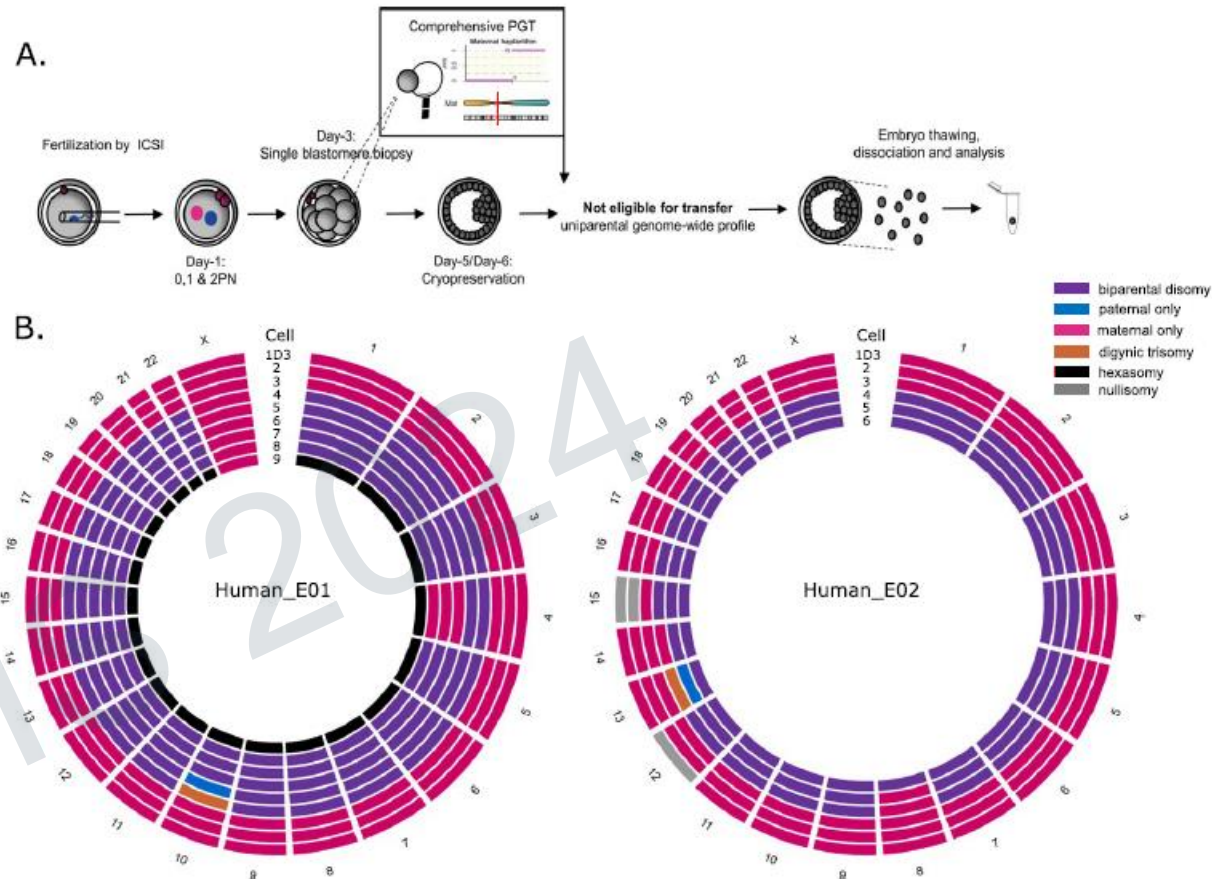 A.
Comprehensive PGT
Maternal haplotype
Mat
Fertilization by ICSI
Day-3:
Single blastomere biopsy
Embryo thawing,
dissociation and analysis
Not eligible for transfer
uniparental genome-wide profile
Day-1:
0,1 & 2PN
Day-5/Day-6:
Cryopreservation
biparental disomy
paternal only
maternal only
digynic trisomy
hexasomy
nullisomy
B.
Cell
1D3
2
3
4
5
6
7
8
9
1
2
3
4
5
6
7
8
9
10
11
12
13
14
15
16
17
18
19
20
21
22
X
Human_E01
Cell
1D3
2
3
4
5
6
1
2
3
4
5
6
7
8
9
10
11
12
13
14
15
16
17
18
19
20
21
22
X
Human_E02
2024